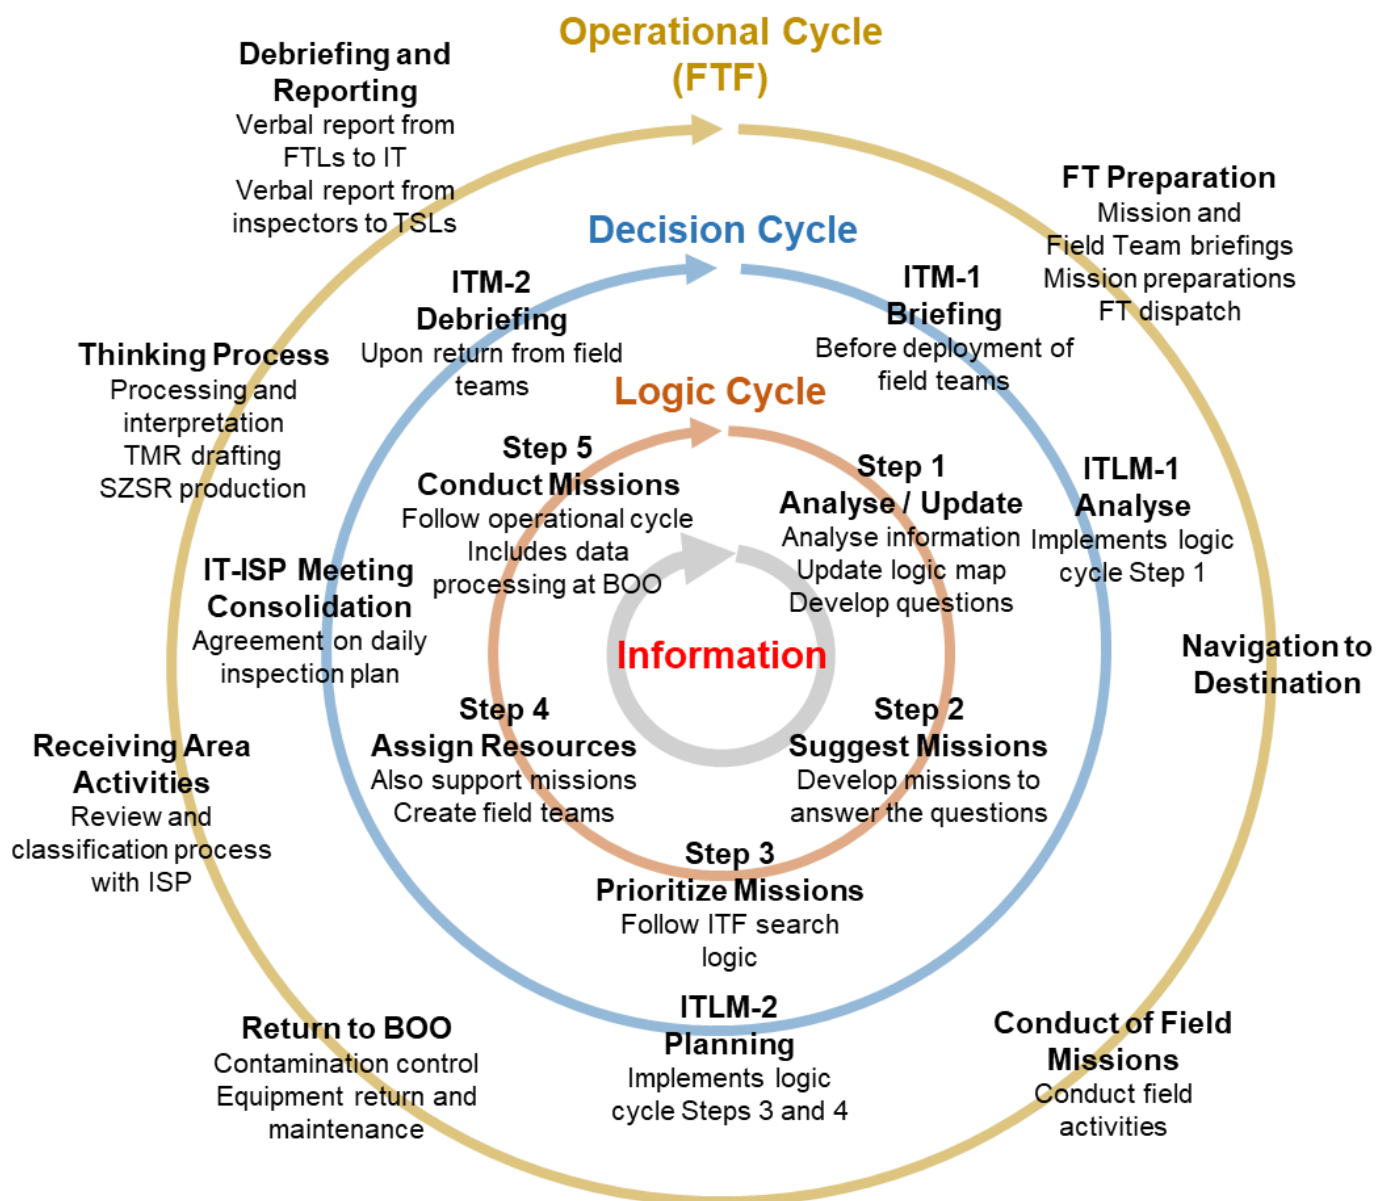 Operational Cycle
(FTF)
Debriefing and
Reporting
Verbal report from
FTLs to IT
Verbal report from
inspectors to TSLs
FT Preparation
Mission and
Field Team briefings
Mission preparations
FT dispatch
Navigation to
Destination
Conduct of Field
Missions
Conduct field
activities
Return to BOO
Contamination control
Equipment return and
maintenance
Receiving Area
Activities
Review and
classification process
with ISP
Thinking Process
Processing and
interpretation
TMR drafting
SZSR production
Decision Cycle
ITM-1
Briefing
Before deployment of
field teams
ITLM-1
Analyse
Implements logic
cycle Step 1
ITLM-2
Planning
Implements logic
cycle Steps 3 and 4
IT-ISP Meeting
Consolidation
Agreement on daily
inspection plan
ITM-2
Debriefing
Upon return from field
teams
Logic Cycle
Step 1
Analyse / Update
Analyse information
Update logic map
Develop questions
Step 2
Suggest Missions
Develop missions to
answer the questions
Step 3
Prioritize Missions
Follow ITF search
logic
Step 4
Assign Resources
Also support missions
Create field teams
Step 5
Conduct Missions
Follow operational cycle
Includes data
processing at BOO
Information